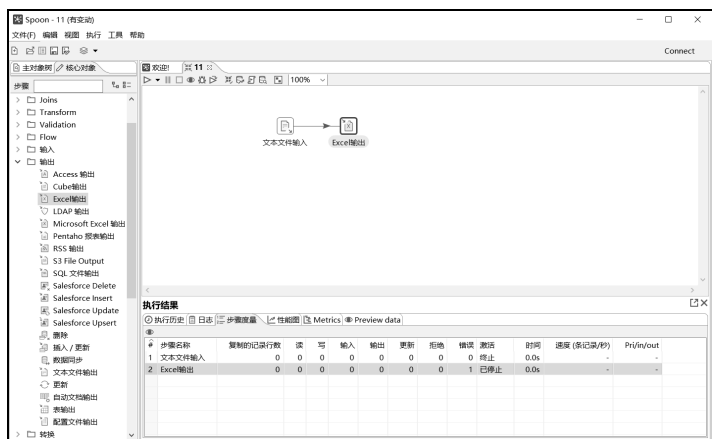 Spoon - 11 (有变动)
文件(F) 编辑 视图 执行 工具 帮助
Connect
主对象树 核心对象
欢迎! 11
100%
步骤
Joins
Transform
Validation
Flow
输入
输出
Access 输出
Cube输出
Excel输出
LDAP 输出
Microsoft Excel 输出
Pentaho 报表输出
RSS 输出
S3 File Output
SQL 文件输出
Salesforce Delete
Salesforce Insert
Salesforce Update
Salesforce Upsert
删除
插入 / 更新
数据同步
文本文件输出
更新
自动文档输出
表输出
配置文件输出
转换
文本文件输入 Excel输出
执行结果
执行历史 日志 步骤度量 性能图 Metrics Preview data
# 步骤名称 复制的记录行数 读 写 输入 输出 更新 拒绝 错误 激活 时间 速度 (条记录/秒) Pri/in/out
1 文本文件输入 0 0 0 0 0 0 0 0 终止 0.0s - -
2 Excel输出 0 0 0 0 0 0 0 1 已停止 0.0s - -